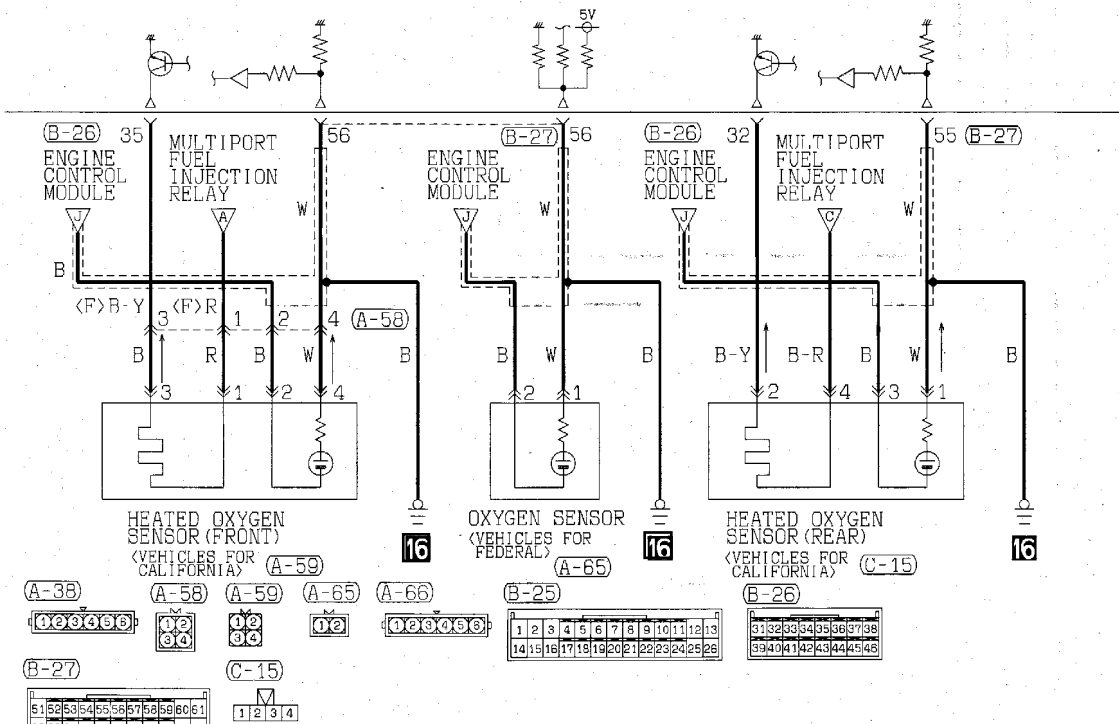 5V
B-26 35
56
B-27 56
B-26 32
55 B-27
ENGINE
CONTROL
MODULE
MULTIPORT
FUEL
INJECTION
RELAY
ENGINE
CONTROL
MODULE
ENGINE
CONTROL
MODULE
MULTIPORT
FUEL
INJECTION
RELAY
J A W J W J C W
B
<F>B-Y <F>R
3 1 2 4 A-58
B R B W B B W B B-Y B-R B W B
3 1 2 4 2 1 2 4 3 1
HEATED OXYGEN
SENSOR(FRONT)
<VEHICLES FOR
CALIFORNIA> A-59
16
OXYGEN SENSOR
<VEHICLES FOR
FEDERAL>
A-65
16
HEATED OXYGEN
SENSOR(REAR)
<VEHICLES FOR
CALIFORNIA> C-15
16
A-38
1 2 3 4 5 6
A-58
1 2
3 4
A-59
1 2
3 4
A-65
1 2
A-66
1 2 3 4 5 6
B-25
1 2 3 4 5 6 7 8 9 10 11 12 13
14 15 16 17 18 19 20 21 22 23 24 25 26
B-26
31 32 33 34 35 36 37 38
39 40 41 42 43 44 45 46
B-27
51 52 53 54 55 56 57 58 59 60 61
C-15
1 2 3 4